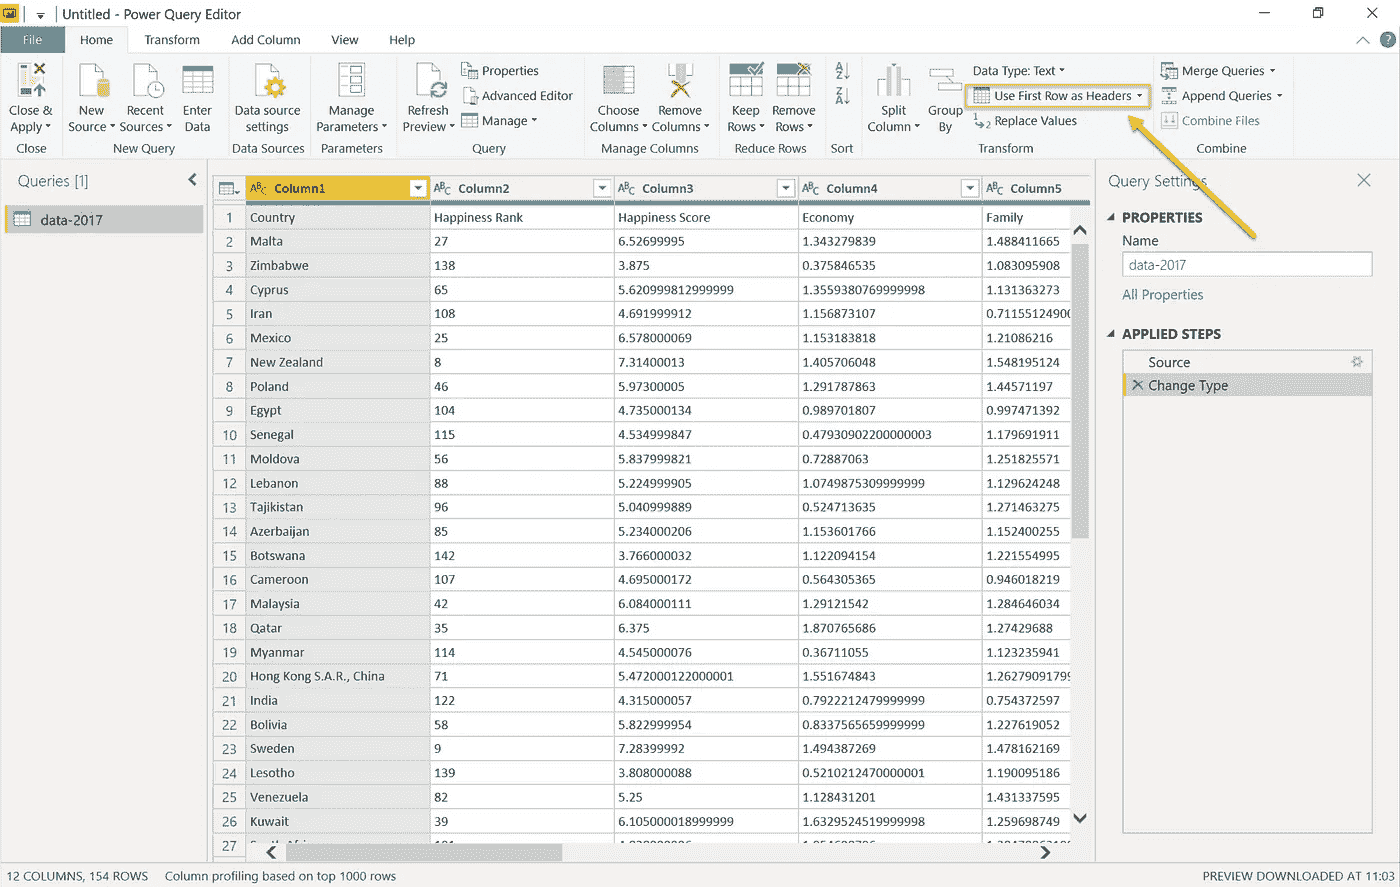 Untitled - Power Query Editor
File Home Transform Add Column View Help
Close & Apply
Close
New Source
Recent Sources
Enter Data
New Query
Data source settings
Data Sources
Manage Parameters
Parameters
Refresh Preview
Properties
Advanced Editor
Manage
Query
Choose Columns
Remove Columns
Manage Columns
Keep Rows
Remove Rows
Reduce Rows
Sort
Split Column
Group By
Data Type: Text
Use First Row as Headers
Replace Values
Transform
Merge Queries
Append Queries
Combine Files
Combine
Queries [1]
data-2017
Column1 Column2 Column3 Column4 Column5
1 Country Happiness Rank Happiness Score Economy Family
2 Malta 27 6.52699995 1.343279839 1.488411665
3 Zimbabwe 138 3.875 0.375846535 1.083095908
4 Cyprus 65 5.620999812999999 1.3559380769999998 1.131363273
5 Iran 108 4.691999912 1.156873107 0.71155124900
6 Mexico 25 6.578000069 1.153183818 1.21086216
7 New Zealand 8 7.31400013 1.405706048 1.548195124
8 Poland 46 5.97300005 1.291787863 1.44571197
9 Egypt 104 4.735000134 0.989701807 0.997471392
10 Senegal 115 4.534999847 0.47930902200000003 1.179691911
11 Moldova 56 5.837999821 0.72887063 1.251825571
12 Lebanon 88 5.224999905 1.0749875309999999 1.129624248
13 Tajikistan 96 5.040999889 0.524713635 1.271463275
14 Azerbaijan 85 5.234000206 1.153601766 1.152400255
15 Botswana 142 3.766000032 1.122094154 1.221554995
16 Cameroon 107 4.695000172 0.564305365 0.946018219
17 Malaysia 42 6.084000111 1.29121542 1.284646034
18 Qatar 35 6.375 1.870765686 1.27429688
19 Myanmar 114 4.545000076 0.36711055 1.123235941
20 Hong Kong S.A.R., China 71 5.472000122000001 1.551674843 1.2627909179
21 India 122 4.315000057 0.7922212479999999 0.754372597
22 Bolivia 58 5.822999954 0.8337565659999999 1.227619052
23 Sweden 9 7.28399992 1.494387269 1.478162169
24 Lesotho 139 3.808000088 0.5210212470000001 1.190095186
25 Venezuela 82 5.25 1.128431201 1.431337595
26 Kuwait 39 6.105000018999999 1.6329524519999998 1.259698749
27
Query Settings
PROPERTIES
Name
data-2017
All Properties
APPLIED STEPS
Source
Change Type
12 COLUMNS, 154 ROWS Column profiling based on top 1000 rows PREVIEW DOWNLOADED AT 11:03